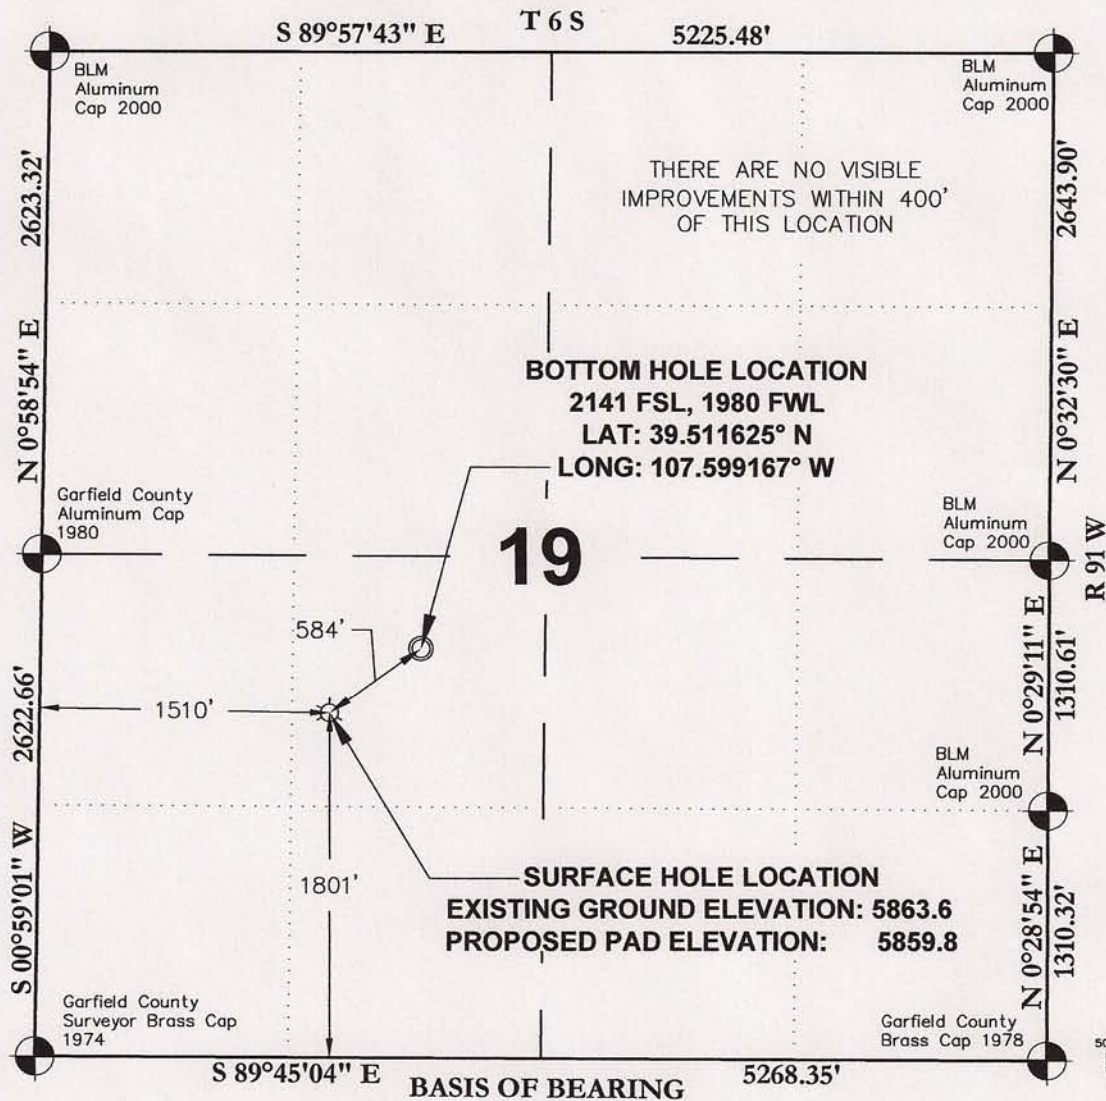 T 6 S
S 89°57'43" E
5225.48'
BLM
Aluminum
Cap 2000
BLM
Aluminum
Cap 2000
2623.32'
2643.90'
THERE ARE NO VISIBLE
IMPROVEMENTS WITHIN 400'
OF THIS LOCATION
N 0°58'54" E
N 0°32'30" E
BOTTOM HOLE LOCATION
2141 FSL, 1980 FWL
LAT: 39.511625° N
LONG: 107.599167° W
Garfield County
Aluminum Cap
1980
BLM
Aluminum
Cap 2000
19
R 91 W
584'
N 0°29'11" E
1310.61'
2622.66'
1510'
BLM
Aluminum
Cap 2000
S 00°59'01" W
1801'
SURFACE HOLE LOCATION
EXISTING GROUND ELEVATION: 5863.6
PROPOSED PAD ELEVATION: 5859.8
N 0°28'54" E
1310.32'
Garfield County
Surveyor Brass Cap
1974
Garfield County
Brass Cap 1978
S 89°45'04" E
BASIS OF BEARING
5268.35'